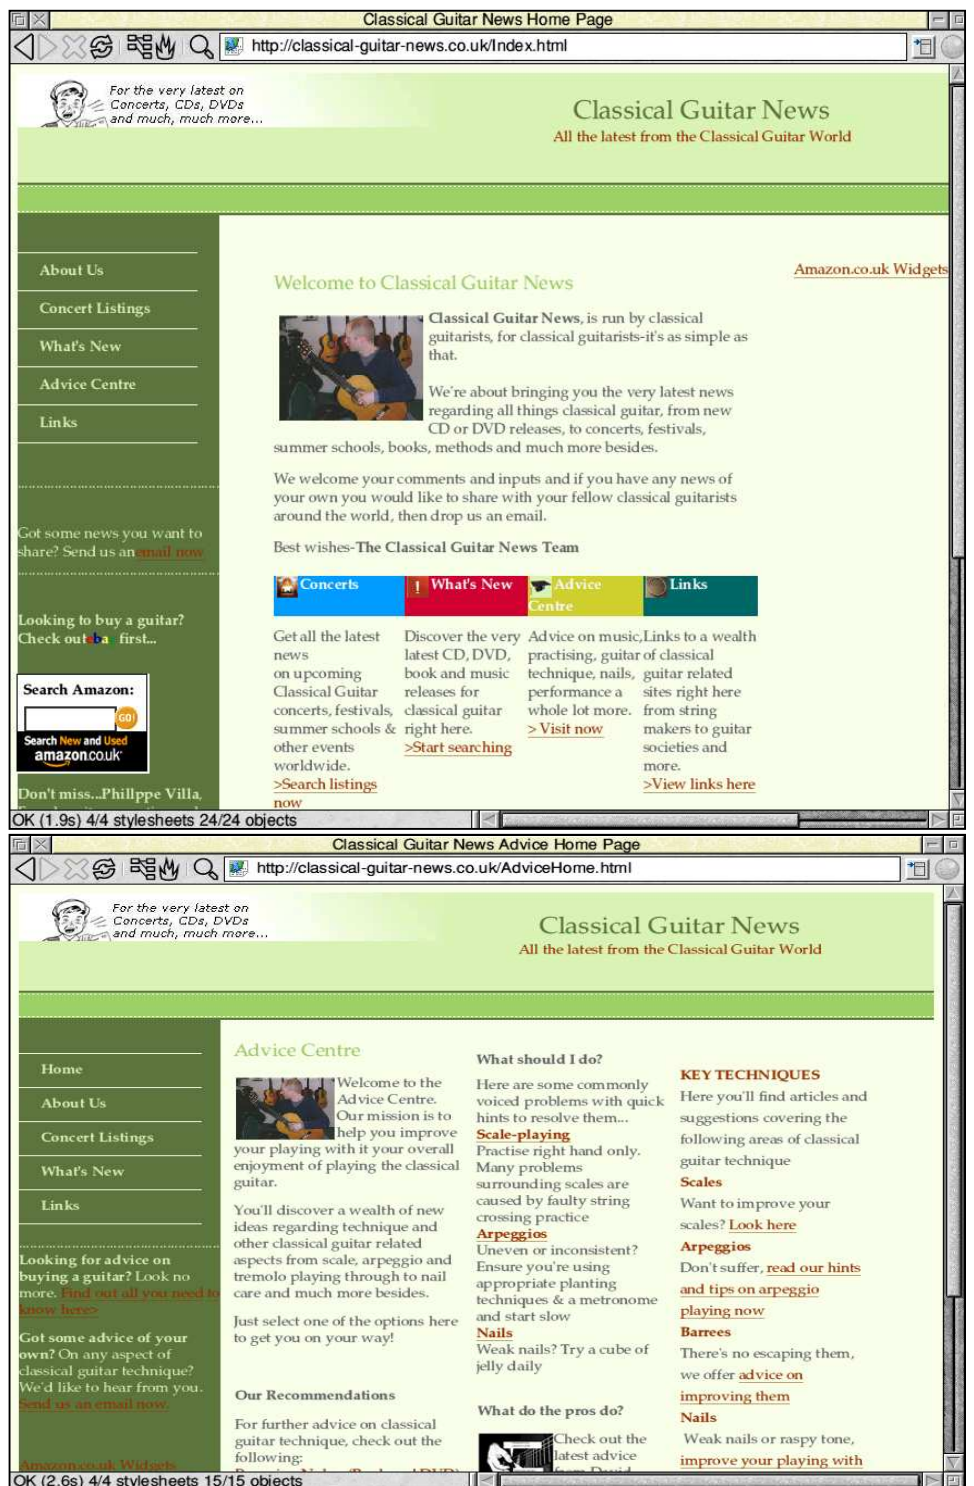 Classical Guitar News Home Page
http://classical-guitar-news.co.uk/Index.html
For the very latest on
Concerts, CDs, DVDs
and much, much more...
Classical Guitar News
All the latest from the Classical Guitar World
About Us
Concert Listings
What's New
Advice Centre
Links
Got some news you want to
share? Send us an email now
Looking to buy a guitar?
Check out eba first...
Search Amazon:
GO!
Search New and Used
amazon.co.uk
Don't miss...Phillppe Villa,
Welcome to Classical Guitar News
Classical Guitar News, is run by classical
guitarists, for classical guitarists-it's as simple as
that.
We're about bringing you the very latest news
regarding all things classical guitar, from new
CD or DVD releases, to concerts, festivals,
summer schools, books, methods and much more besides.
We welcome your comments and inputs and if you have any news of
your own you would like to share with your fellow classical guitarists
around the world, then drop us an email.
Best wishes-The Classical Guitar News Team
Concerts
Get all the latest
news
on upcoming
Classical Guitar
concerts, festivals,
summer schools &
other events
worldwide.
>Search listings
now
What's New
Discover the very
latest CD, DVD,
book and music
releases for
classical guitar
right here.
>Start searching
Advice
Centre
Advice on music,
practising, guitar
technique, nails,
performance a
whole lot more.
> Visit now
Links
Links to a wealth
of classical
guitar related
sites right here
from string
makers to guitar
societies and
more.
>View links here
Amazon.co.uk Widgets
OK (1.9s) 4/4 stylesheets 24/24 objects
Classical Guitar News Advice Home Page
http://classical-guitar-news.co.uk/AdviceHome.html
For the very latest on
Concerts, CDs, DVDs
and much, much more...
Classical Guitar News
All the latest from the Classical Guitar World
Home
About Us
Concert Listings
What's New
Links
Looking for advice on
buying a guitar? Look no
more. Find out all you need to
know here>
Got some advice of your
own? On any aspect of
classical guitar technique?
We'd like to hear from you.
Send us an email now.
Amazon.co.uk Widgets
Advice Centre
Welcome to the
Advice Centre.
Our mission is to
help you improve
your playing with it your overall
enjoyment of playing the classical
guitar.
You'll discover a wealth of new
ideas regarding technique and
other classical guitar related
aspects from scale, arpeggio and
tremolo playing through to nail
care and much more besides.
Just select one of the options here
to get you on your way!
Our Recommendations
For further advice on classical
guitar technique, check out the
following:
What should I do?
Here are some commonly
voiced problems with quick
hints to resolve them...
Scale-playing
Practise right hand only.
Many problems
surrounding scales are
caused by faulty string
crossing practice
Arpeggios
Uneven or inconsistent?
Ensure you're using
appropriate planting
techniques & a metronome
and start slow
Nails
Weak nails? Try a cube of
jelly daily
What do the pros do?
Check out the
latest advice
from David
KEY TECHNIQUES
Here you'll find articles and
suggestions covering the
following areas of classical
guitar technique
Scales
Want to improve your
scales? Look here
Arpeggios
Don't suffer, read our hints
and tips on arpeggio
playing now
Barrees
There's no escaping them,
we offer advice on
improving them
Nails
Weak nails or raspy tone,
improve your playing with
OK (2.6s) 4/4 stylesheets 15/15 objects